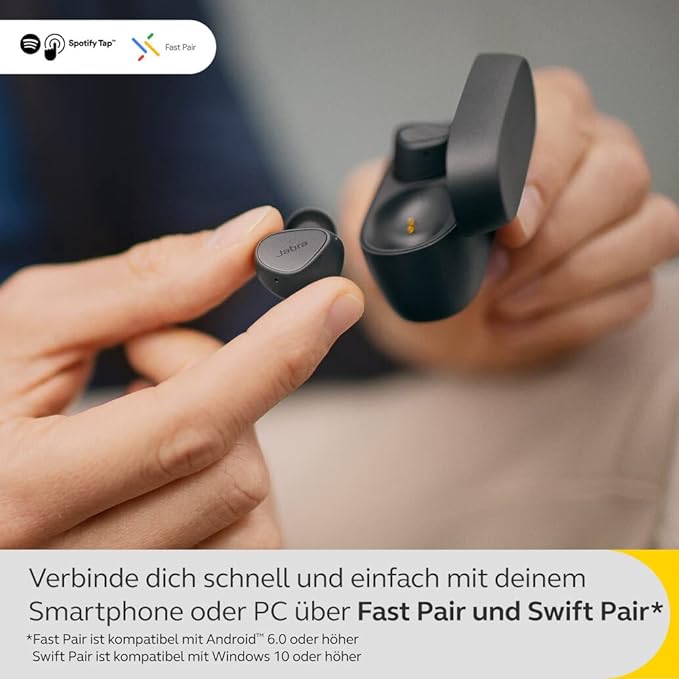 Spotify Tap™
Fast Pair
Jabra
Verbinde dich schnell und einfach mit deinem
Smartphone oder PC über Fast Pair und Swift Pair*
*Fast Pair ist kompatibel mit Android™ 6.0 oder höher
Swift Pair ist kompatibel mit Windows 10 oder höher